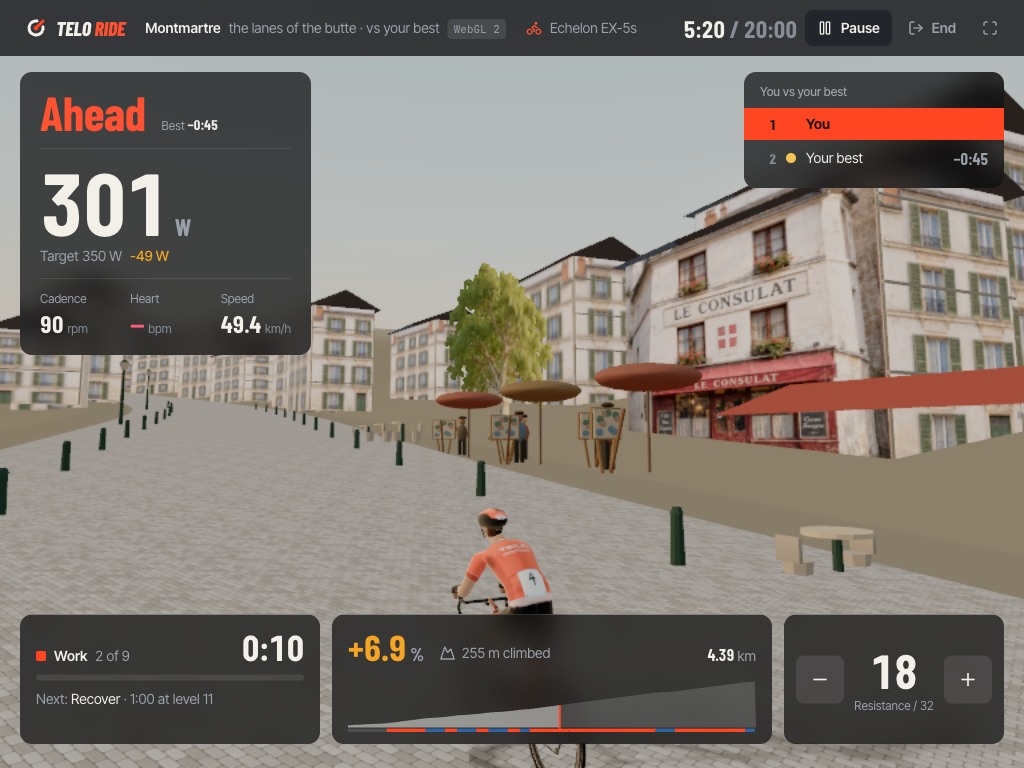 TELO RIDE
Montmartre the lanes of the butte · vs your best WebGL 2
Echelon EX-5s
5:20 / 20:00
Pause
End
Ahead Best −0:45
301 W
Target 350 W -49 W
Cadence Heart Speed
90 rpm — bpm 49.4 km/h
You vs your best
1 You
2 Your best −0:45
LE CONSULAT
LE CONSULAT
4
Work 2 of 9 0:10
Next: Recover · 1:00 at level 11
+6.9 % 255 m climbed 4.39 km
− 18 +
Resistance / 32